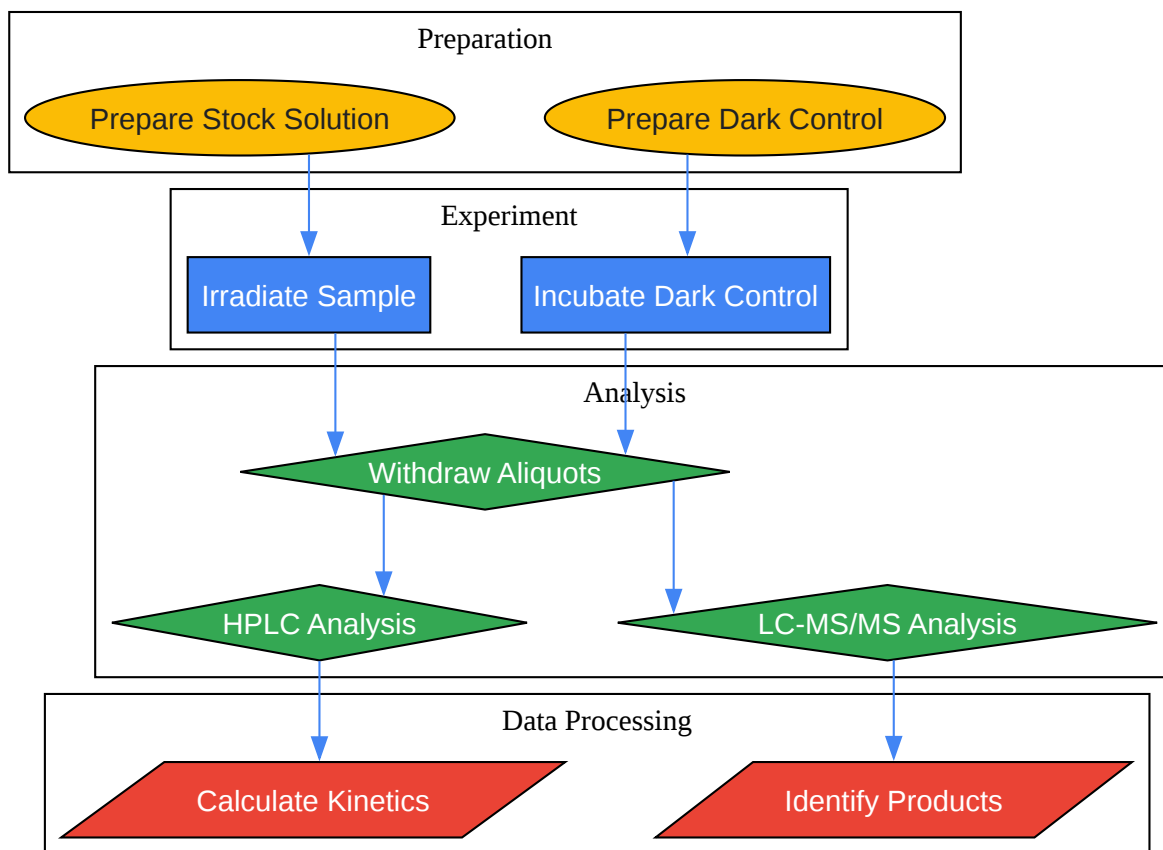 Preparation
Prepare Stock Solution
Prepare Dark Control
Experiment
Irradiate Sample
Incubate Dark Control
Analysis
Withdraw Aliquots
HPLC Analysis
LC-MS/MS Analysis
Data Processing
Calculate Kinetics
Identify Products